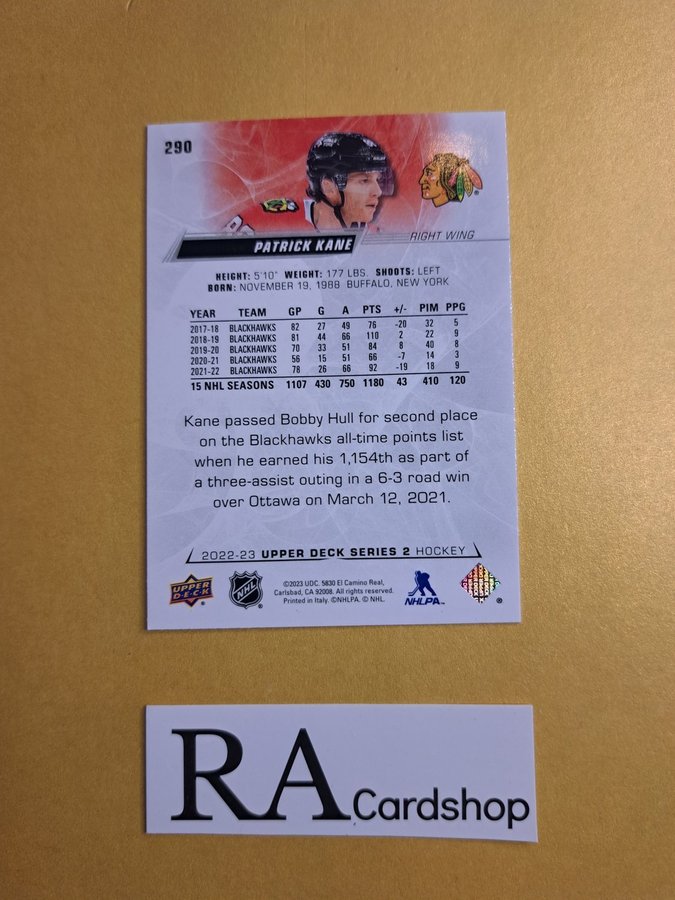 290
PATRICK KANE
RIGHT WING
HEIGHT: 5'10" WEIGHT: 177 LBS. SHOOTS: LEFT
BORN: NOVEMBER 19, 1988 BUFFALO, NEW YORK
YEAR TEAM GP G A PTS +/- PIM PPG
2017-18 BLACKHAWKS 82 27 49 76 -20 32 5
2018-19 BLACKHAWKS 81 44 66 110 2 22 9
2019-20 BLACKHAWKS 70 33 51 84 8 40 8
2020-21 BLACKHAWKS 56 15 51 66 -7 14 3
2021-22 BLACKHAWKS 78 26 66 92 -19 18 9
15 NHL SEASONS 1107 430 750 1180 43 410 120
Kane passed Bobby Hull for second place
on the Blackhawks all-time points list
when he earned his 1,154th as part of
a three-assist outing in a 6-3 road win
over Ottawa on March 12, 2021.
2022-23 UPPER DECK SERIES 2 HOCKEY
UPPER
D·E·C·K
NHL
©2023 UDC. 5830 El Camino Real,
Carlsbad, CA 92008. All rights reserved.
Printed in Italy. ©NHLPA. © NHL.
NHLPA
RA Cardshop